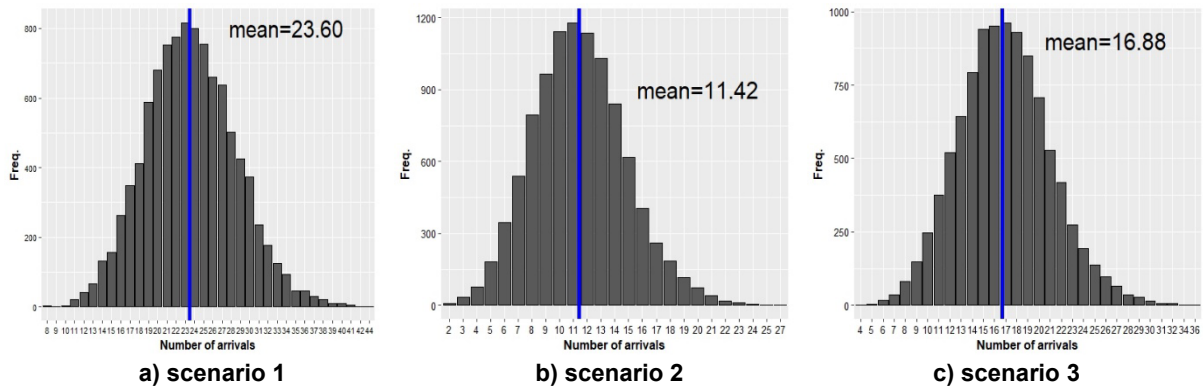 800
600
400
200
0
Freq.
mean=23.60
8 9 10 11 12 13 14 15 16 17 18 19 20 21 22 23 24 25 26 27 28 29 30 31 32 33 34 35 36 37 38 39 40 41 42 44
Number of arrivals
a) scenario 1
1200
900
600
300
0
Freq.
mean=11.42
2 3 4 5 6 7 8 9 10 11 12 13 14 15 16 17 18 19 20 21 22 23 24 25 27
Number of arrivals
b) scenario 2
1000
750
500
250
0
Freq.
mean=16.88
4 5 6 7 8 9 10 11 12 13 14 15 16 17 18 19 20 21 22 23 24 25 26 27 28 29 30 31 32 34 36
Number of arrivals
c) scenario 3